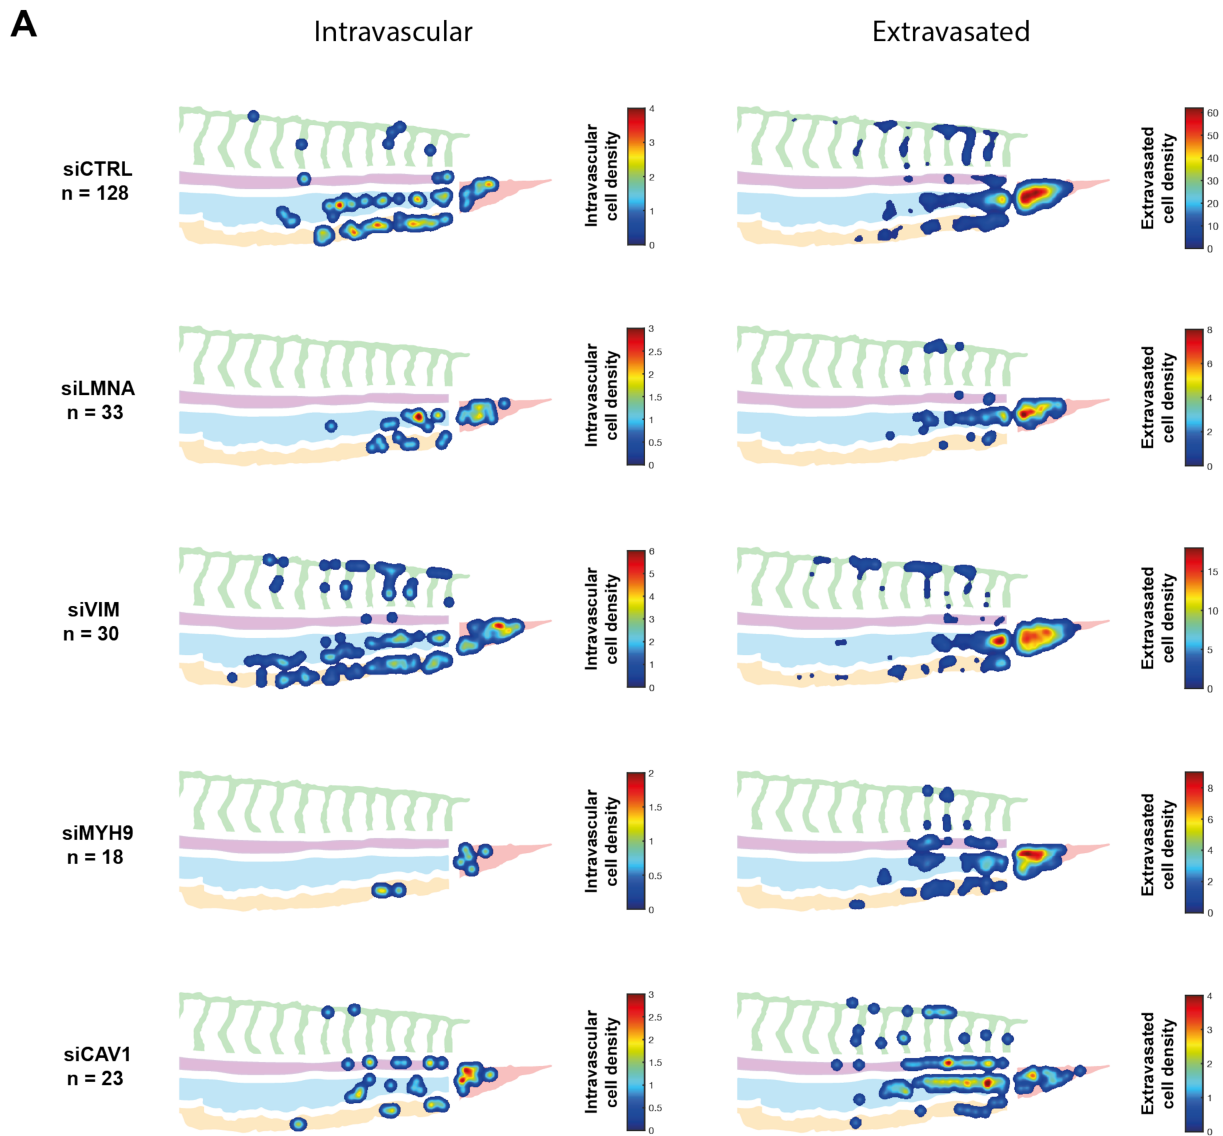 A
Intravascular
Extravasated
siCTRL
n = 128
Intravascular
cell density
4
3
2
1
0
Extravasated
cell density
60
50
40
30
20
10
0
siLMNA
n = 33
Intravascular
cell density
3
2.5
2
1.5
1
0.5
0
Extravasated
cell density
8
6
4
2
0
siVIM
n = 30
Intravascular
cell density
6
5
4
3
2
1
0
Extravasated
cell density
15
10
5
0
siMYH9
n = 18
Intravascular
cell density
2
1.5
1
0.5
0
Extravasated
cell density
8
6
4
2
0
siCAV1
n = 23
Intravascular
cell density
3
2.5
2
1.5
1
0.5
0
Extravasated
cell density
4
3
2
1
0